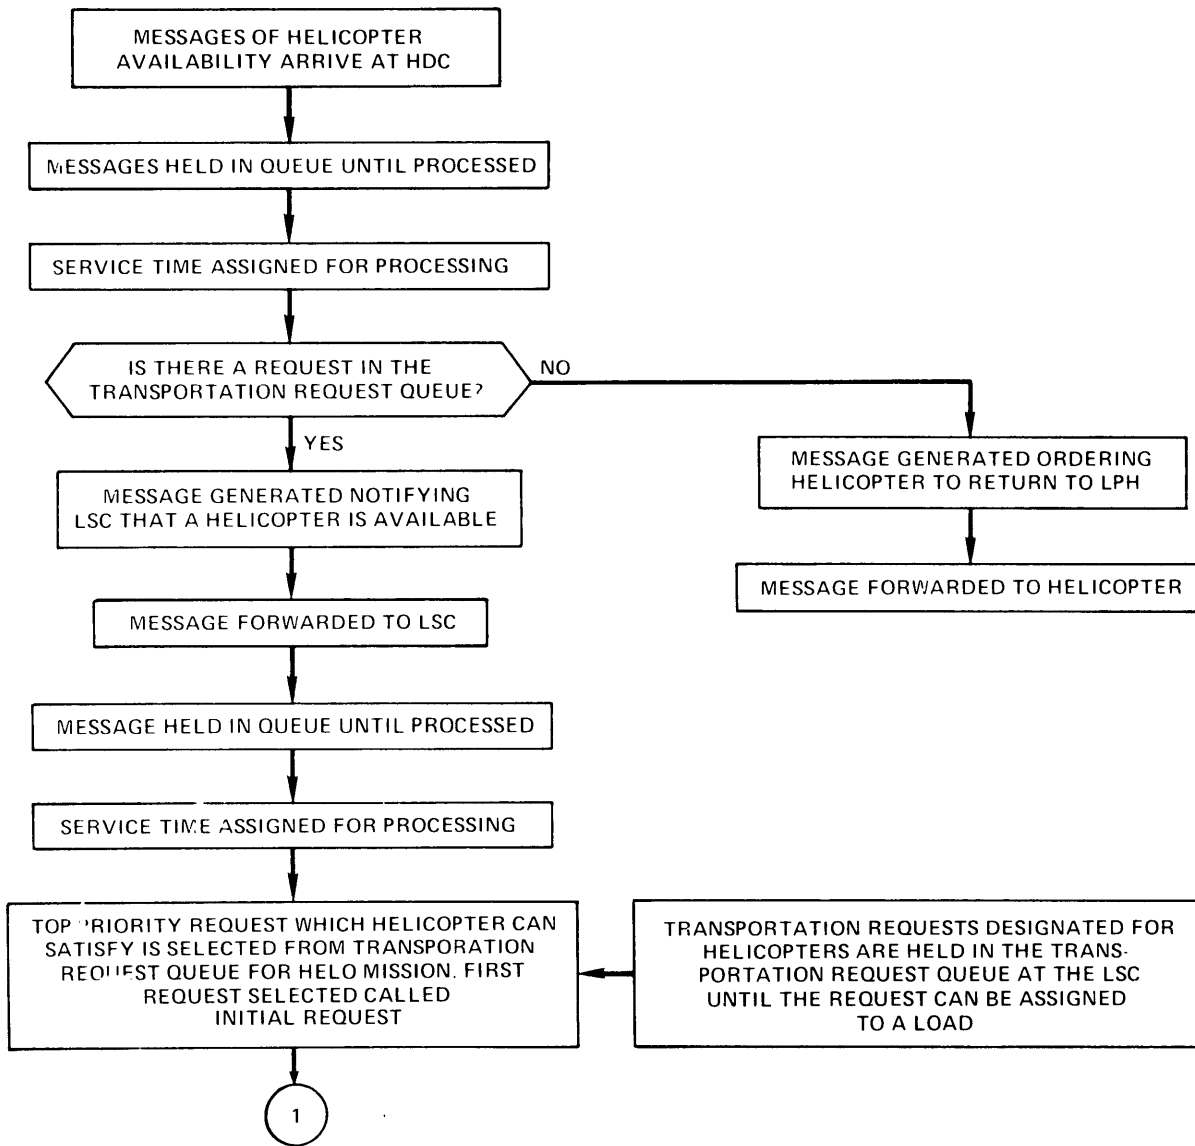 MESSAGES OF HELICOPTER
AVAILABILITY ARRIVE AT HDC
MESSAGES HELD IN QUEUE UNTIL PROCESSED
SERVICE TIME ASSIGNED FOR PROCESSING
IS THERE A REQUEST IN THE
TRANSPORTATION REQUEST QUEUE?
NO
YES
MESSAGE GENERATED ORDERING
HELICOPTER TO RETURN TO LPH
MESSAGE GENERATED NOTIFYING
LSC THAT A HELICOPTER IS AVAILABLE
MESSAGE FORWARDED TO HELICOPTER
MESSAGE FORWARDED TO LSC
MESSAGE HELD IN QUEUE UNTIL PROCESSED
SERVICE TIME ASSIGNED FOR PROCESSING
TOP PRIORITY REQUEST WHICH HELICOPTER CAN
SATISFY IS SELECTED FROM TRANSPORATION
REQUEST QUEUE FOR HELO MISSION. FIRST
REQUEST SELECTED CALLED
INITIAL REQUEST
TRANSPORTATION REQUESTS DESIGNATED FOR
HELICOPTERS ARE HELD IN THE TRANS-
PORTATION REQUEST QUEUE AT THE LSC
UNTIL THE REQUEST CAN BE ASSIGNED
TO A LOAD
1